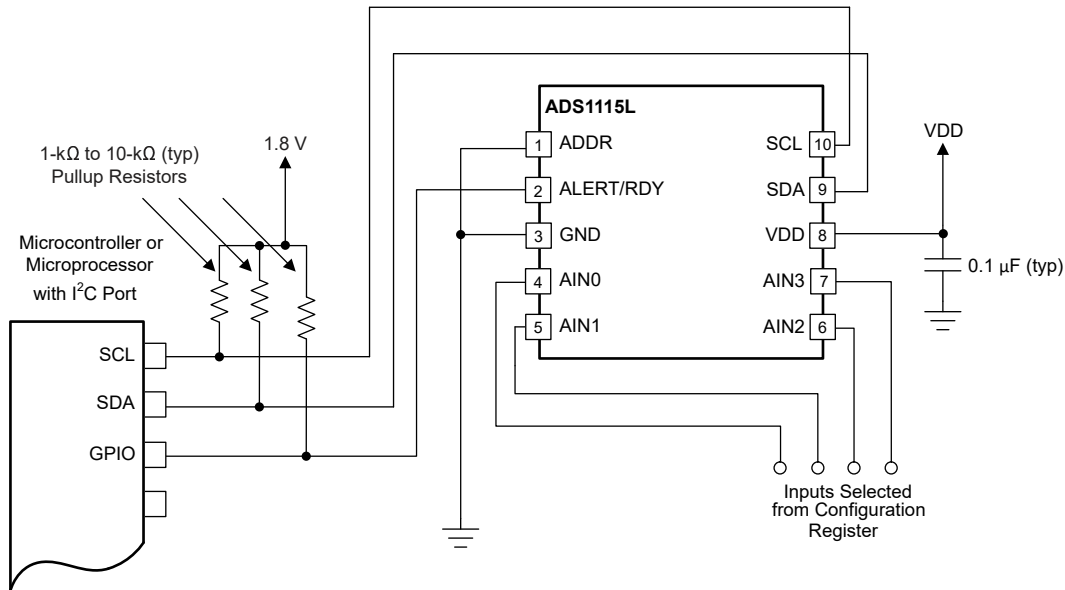 1-kΩ to 10-kΩ (typ)
Pullup Resistors
1.8 V
Microcontroller or
Microprocessor
with I²C Port
SCL
SDA
GPIO
ADS1115L
1 ADDR
2 ALERT/RDY
3 GND
4 AIN0
5 AIN1
SCL 10
SDA 9
VDD 8
AIN3 7
AIN2 6
VDD
0.1 μF (typ)
Inputs Selected
from Configuration
Register